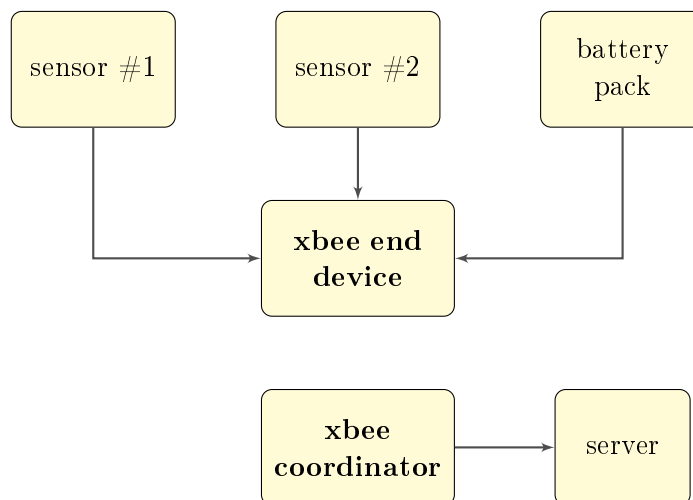 sensor #1
sensor #2
battery
pack
xbee end
device
xbee
coordinator
server